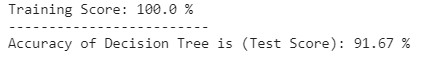 Training Score: 100.0 %
-------------------------
Accuracy of Decision Tree is (Test Score): 91.67 %